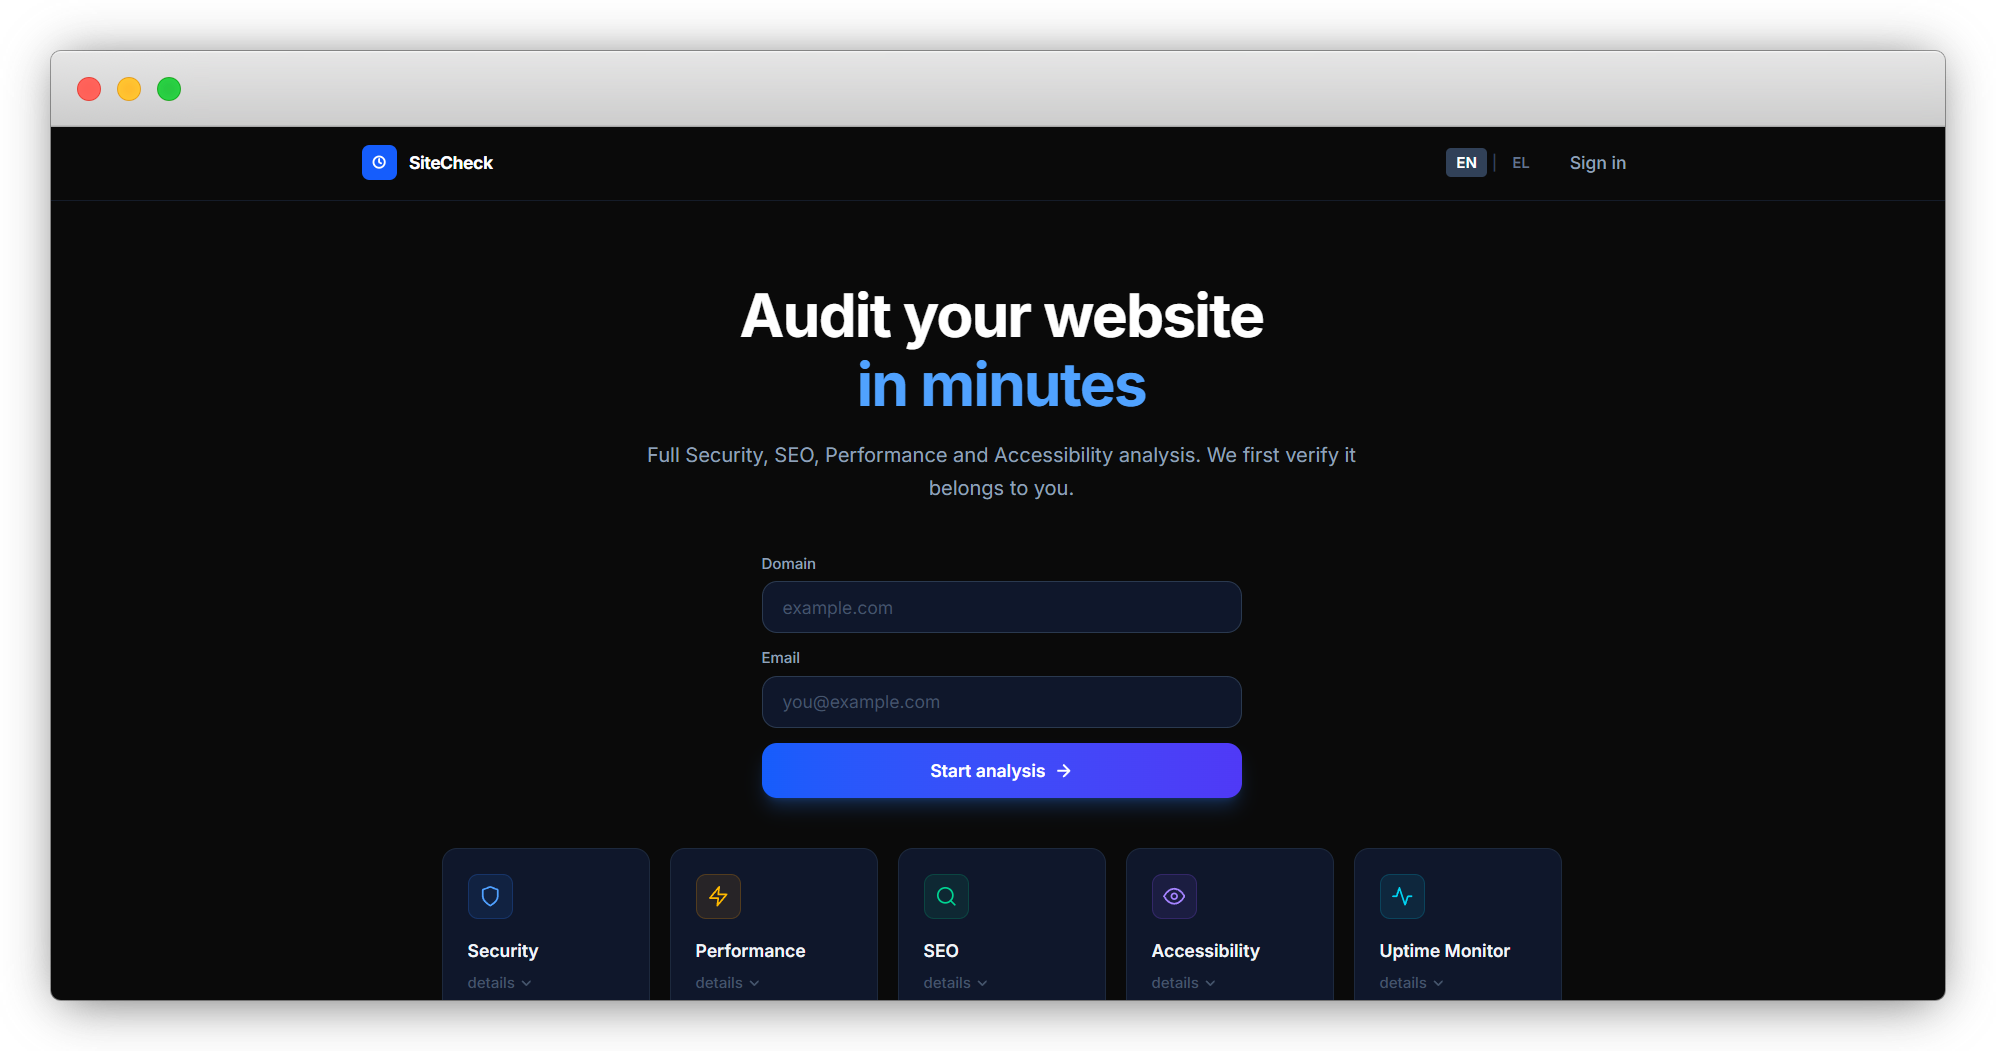 SiteCheck
EN | EL Sign in
Audit your website
in minutes
Full Security, SEO, Performance and Accessibility analysis. We first verify it
belongs to you.
Domain
example.com
Email
you@example.com
Start analysis →
Security
details
Performance
details
SEO
details
Accessibility
details
Uptime Monitor
details